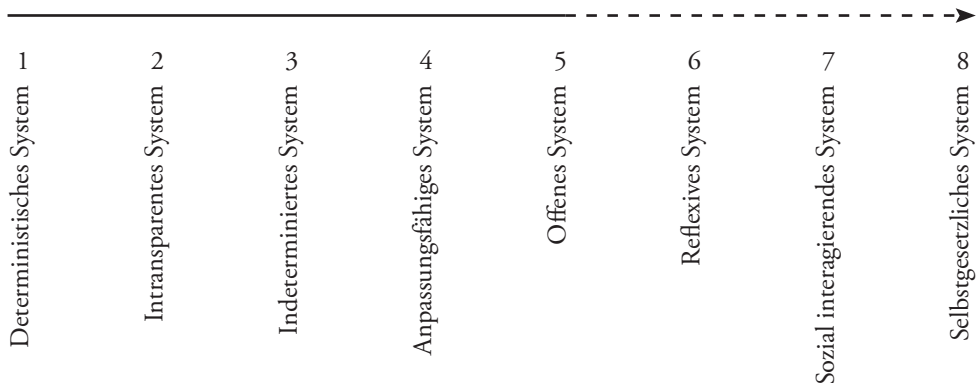 1 2 3 4 5 6 7 8
Deterministisches System
Intransparentes System
Indeterminiertes System
Anpassungsfähiges System
Offenes System
Reflexives System
Sozial interagierendes System
Selbstgesetzliches System